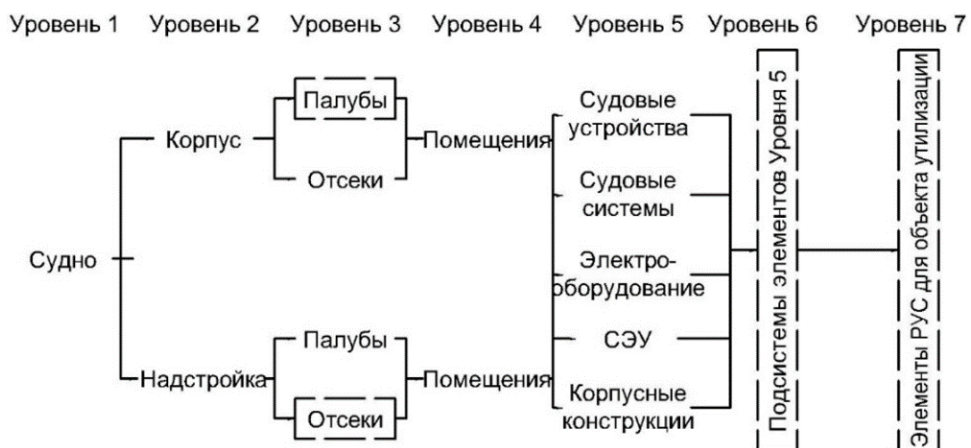 Уровень 1 Уровень 2 Уровень 3 Уровень 4 Уровень 5 Уровень 6 Уровень 7
Судно
Корпус
Надстройка
Палубы
Отсеки
Палубы
Отсеки
Помещения
Помещения
Судовые
устройства
Судовые
системы
Электро-
оборудование
СЭУ
Корпусные
конструкции
Подсистемы элементов Уровня 5
Элементы РУС для объекта утилизации